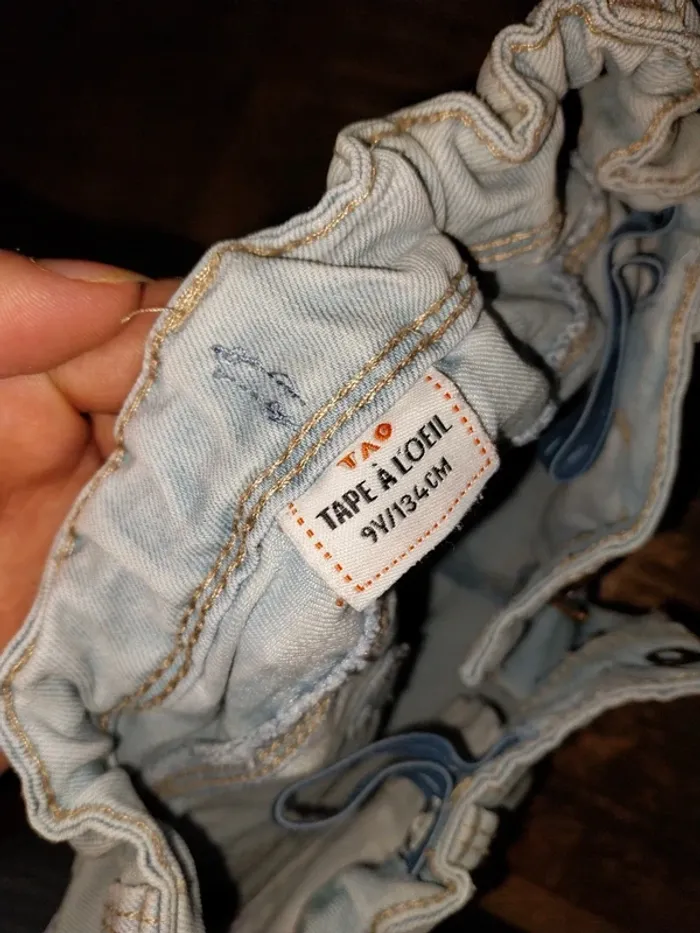 TAO
TAPE À L'OEIL
9Y/134CM